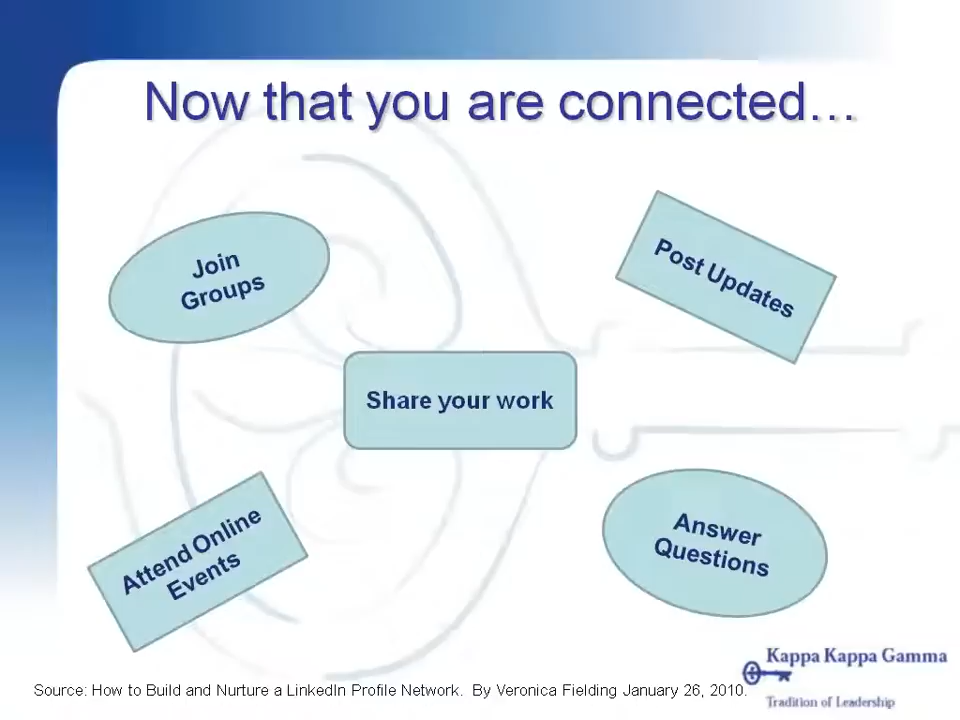 Now that you are connected...
Join
Groups
Post Updates
Share your work
Attend Online
Events
Answer
Questions
Kappa Kappa Gamma
Source: How to Build and Nurture a LinkedIn Profile Network. By Veronica Fielding January 26, 2010.
Tradition of Leadership